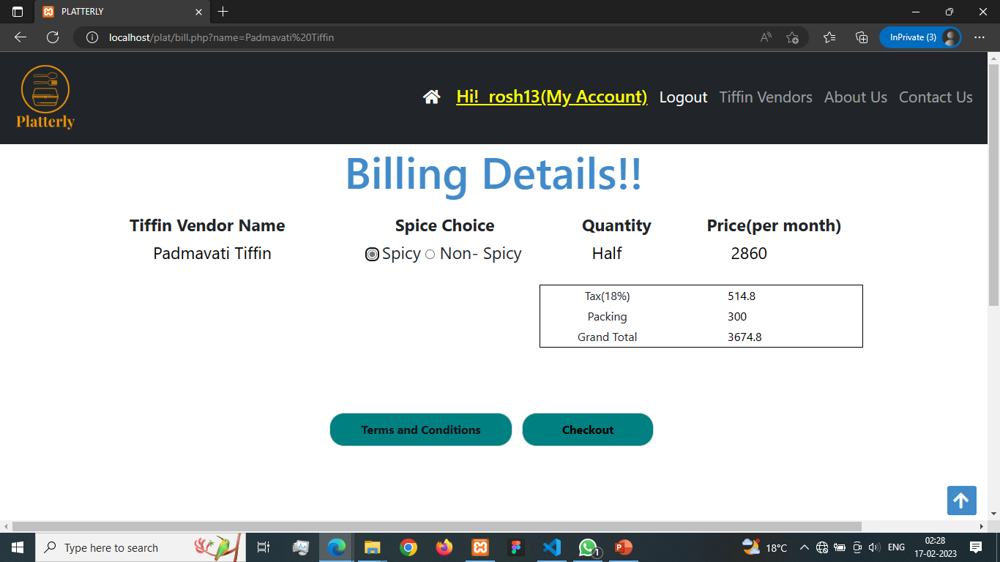 PLATTERLY
localhost/plat/bill.php?name=Padmavati%20Tiffin
InPrivate (3)
Platterly
Hi! rosh13(My Account) Logout Tiffin Vendors About Us Contact Us
Billing Details!!
Tiffin Vendor Name Spice Choice Quantity Price(per month)
Padmavati Tiffin Spicy Non- Spicy Half 2860
Tax(18%) 514.8
Packing 300
Grand Total 3674.8
Terms and Conditions Checkout
Type here to search
1
18°C
ENG
02:28
17-02-2023